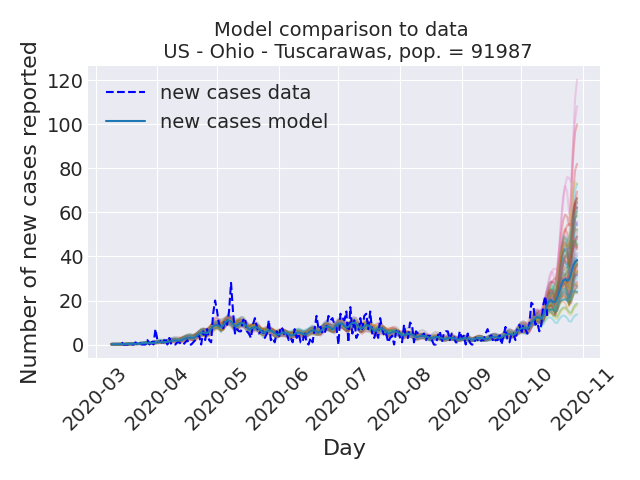 Model comparison to data
US - Ohio - Tuscarawas, pop. = 91987
Number of new cases reported
120
100
80
60
40
20
0
new cases data
new cases model
2020-03
2020-04
2020-05
2020-06
2020-07
2020-08
2020-09
2020-10
2020-11
Day